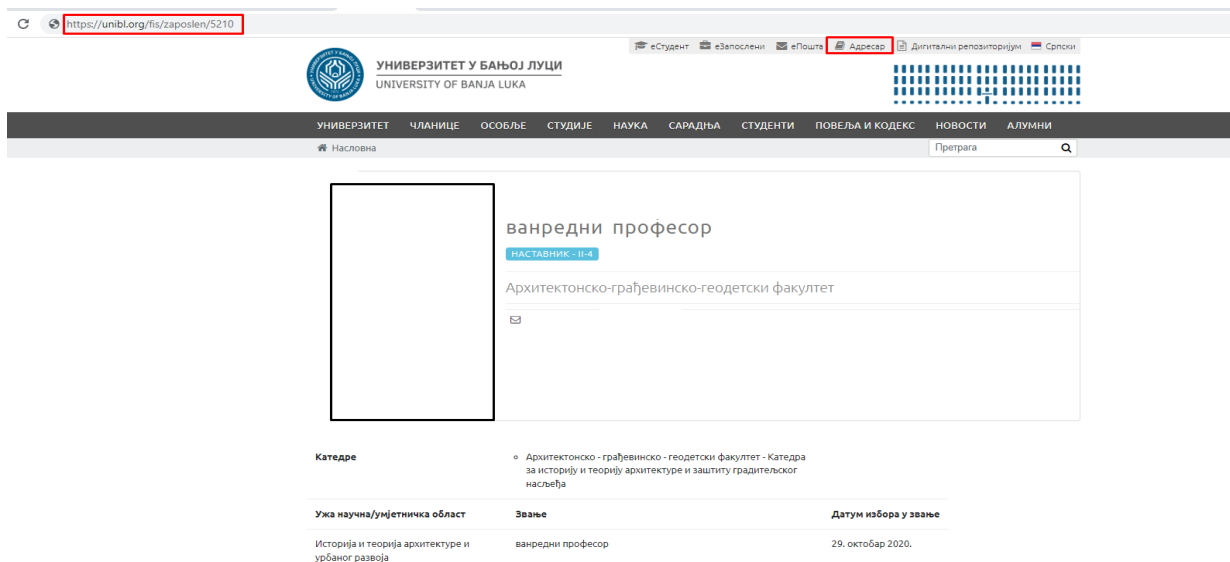 https://unibl.org/fis/zaposlen/5210
еСтудент еЗапослени еПошта Адресар Дигитални репозиторијум Српски
УНИВЕРЗИТЕТ У БАЊОЈ ЛУЦИ
UNIVERSITY OF BANJA LUKA
УНИВЕРЗИТЕТ ЧЛАНИЦЕ ОСОБЉЕ СТУДИЈЕ НАУКА САРАДЊА СТУДЕНТИ ПОВЕЉА И КОДЕКС НОВОСТИ АЛУМНИ
Насловна Претрага
ванредни професор
НАСТАВНИК - II-4
Архитектонско-грађевинско-геодетски факултет
Катедре
Архитектонско - грађевинско - геодетски факултет - Катедра
за историју и теорију архитектуре и заштиту градитељског
насљеђа
Ужа научна/умјетничка област Звање Датум избора у звање
Историја и теорија архитектуре и
урбаног развоја
ванредни професор 29. октобар 2020.